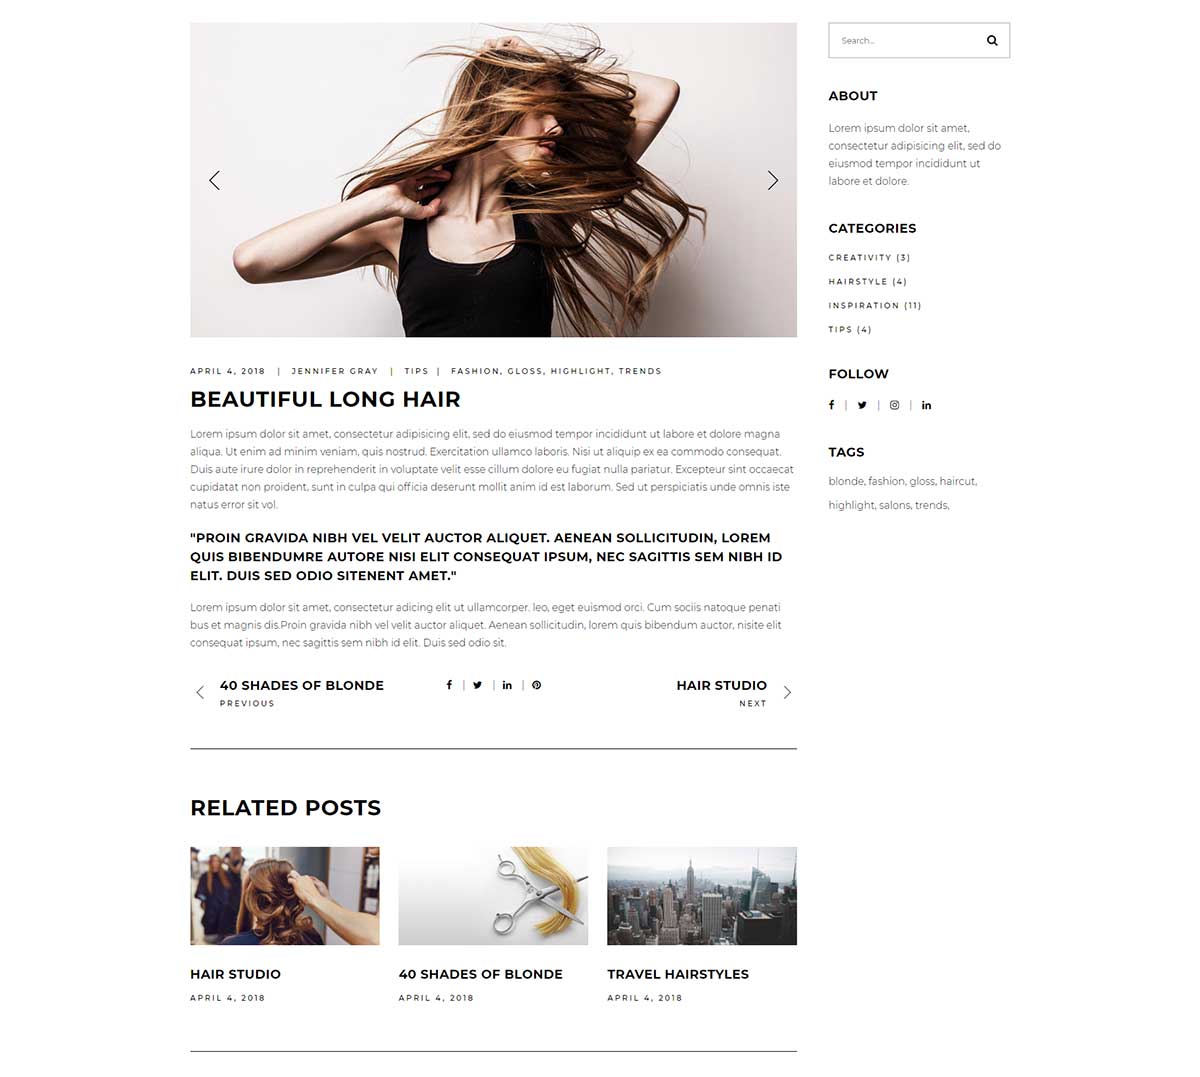 Search...
ABOUT
Lorem ipsum dolor sit amet,
consectetur adipisicing elit, sed do
eiusmod tempor incididunt ut
labore et dolore.
CATEGORIES
CREATIVITY (3)
HAIRSTYLE (4)
INSPIRATION (11)
TIPS (4)
FOLLOW
TAGS
blonde, fashion, gloss, haircut,
highlight, salons, trends,
APRIL 4, 2018 | JENNIFER GRAY | TIPS | FASHION, GLOSS, HIGHLIGHT, TRENDS
BEAUTIFUL LONG HAIR
Lorem ipsum dolor sit amet, consectetur adipisicing elit, sed do eiusmod tempor incididunt ut labore et dolore magna
aliqua. Ut enim ad minim veniam, quis nostrud. Exercitation ullamco laboris. Nisi ut aliquip ex ea commodo consequat.
Duis aute irure dolor in reprehenderit in voluptate velit esse cillum dolore eu fugiat nulla pariatur. Excepteur sint occaecat
cupidatat non proident, sunt in culpa qui officia deserunt mollit anim id est laborum. Sed ut perspiciatis unde omnis iste
natus error sit vol.
"PROIN GRAVIDA NIBH VEL VELIT AUCTOR ALIQUET. AENEAN SOLLICITUDIN, LOREM
QUIS BIBENDUMRE AUTORE NISI ELIT CONSEQUAT IPSUM, NEC SAGITTIS SEM NIBH ID
ELIT. DUIS SED ODIO SITENENT AMET."
Lorem ipsum dolor sit amet, consectetur adicing elit ut ullamcorper. leo, eget euismod orci. Cum sociis natoque penati
bus et magnis dis.Proin gravida nibh vel velit auctor aliquet. Aenean sollicitudin, lorem quis bibendum auctor, nisite elit
consequat ipsum, nec sagittis sem nibh id elit. Duis sed odio sit.
40 SHADES OF BLONDE
PREVIOUS
HAIR STUDIO
NEXT
RELATED POSTS
HAIR STUDIO
APRIL 4, 2018
40 SHADES OF BLONDE
APRIL 4, 2018
TRAVEL HAIRSTYLES
APRIL 4, 2018